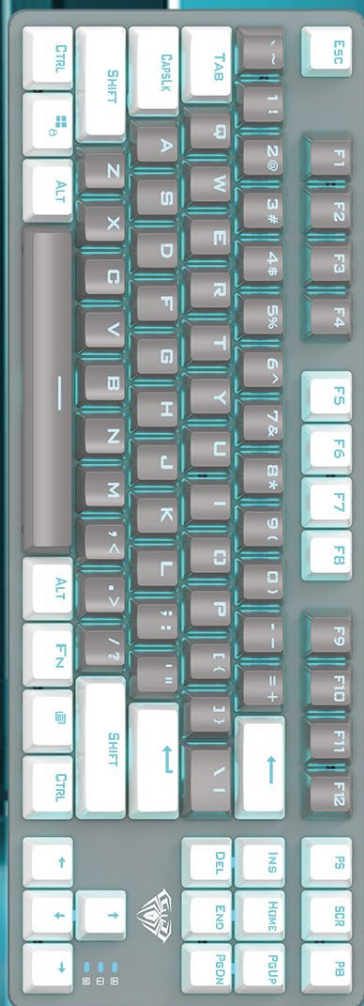 Esc F1 F2 F3 F4 F5 F6 F7 F8 F9 F10 F11 F12 PS SCR PB
`~ 1! 2@ 3# 4$ 5% 6^ 7& 8* 9( 0) -_ =+ ← INS HOME PGUP
TAB Q W E R T Y U I O P [{ ]} \| DEL END PGDN
CAPSLK A S D F G H J K L ;: '" ↵
SHIFT Z X C V B N M ,< .> /? SHIFT ↑
CTRL ALT ALT FN CTRL ← ↓ →